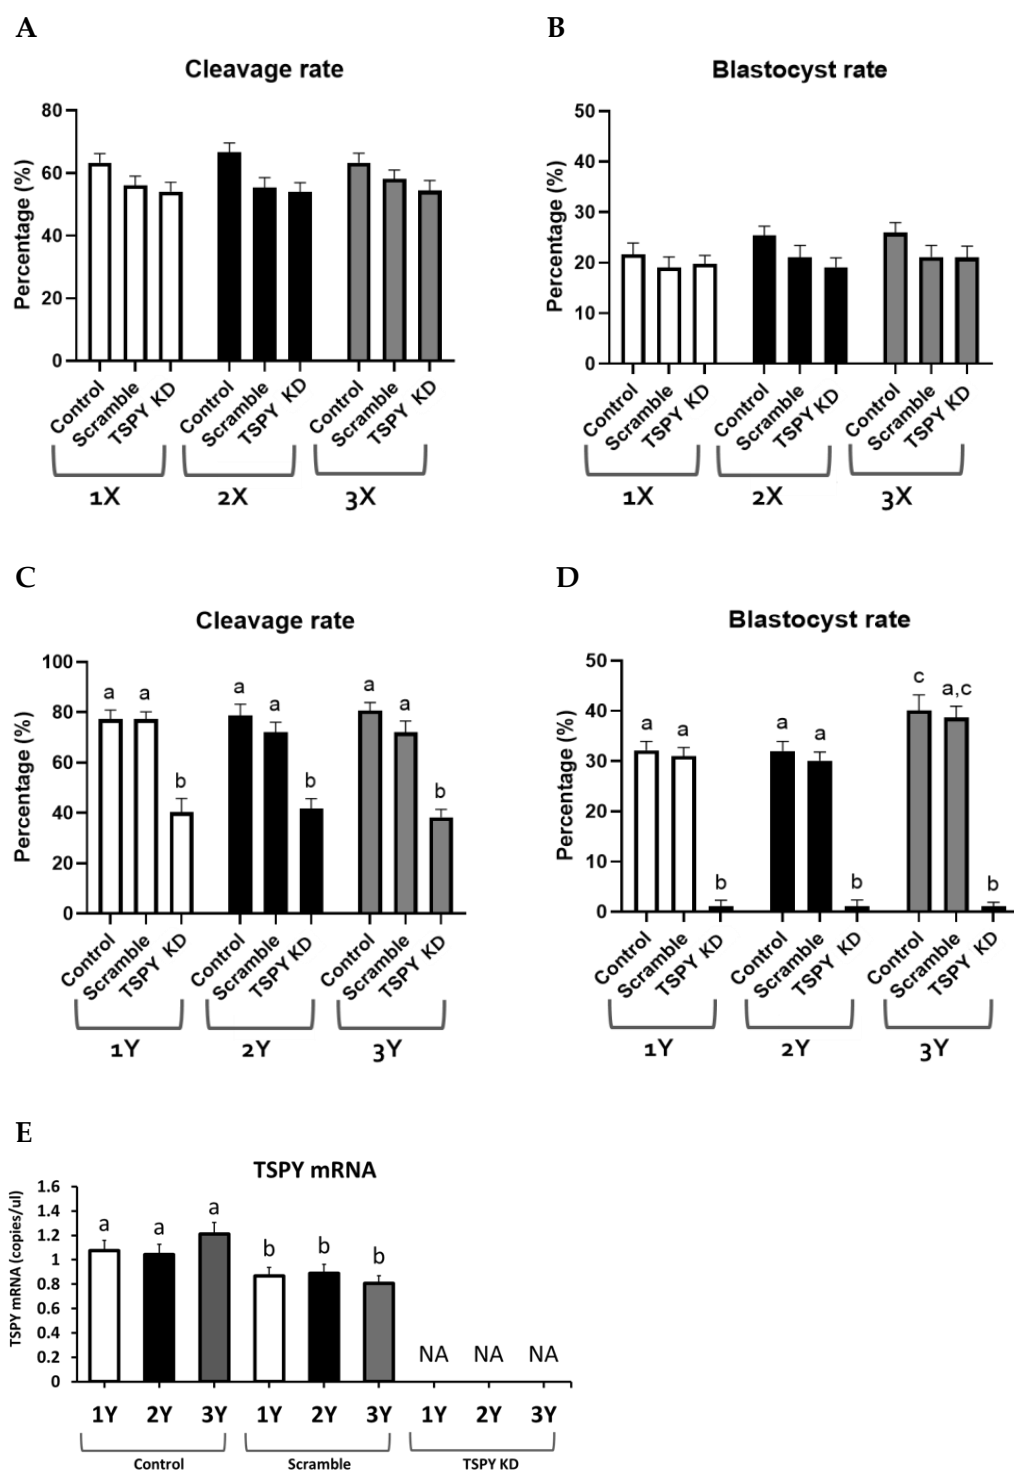 A
B
Cleavage rate
Blastocyst rate
Percentage (%)
80
60
40
20
0
Control
Scramble
TSPY KD
Control
Scramble
TSPY KD
Control
Scramble
TSPY KD
1X
2X
3X
Percentage (%)
50
40
30
20
10
0
Control
Scramble
TSPY KD
Control
Scramble
TSPY KD
Control
Scramble
TSPY KD
1X
2X
3X
C
D
Cleavage rate
Blastocyst rate
Percentage (%)
100
80
60
40
20
0
a
a
b
a
a
b
a
a
b
Control
Scramble
TSPY KD
Control
Scramble
TSPY KD
Control
Scramble
TSPY KD
1Y
2Y
3Y
Percentage (%)
50
40
30
20
10
0
a
a
b
a
a
b
c
a,c
b
Control
Scramble
TSPY KD
Control
Scramble
TSPY KD
Control
Scramble
TSPY KD
1Y
2Y
3Y
E
TSPY mRNA
TSPY mRNA (copies/ul)
1.6
1.4
1.2
1
0.8
0.6
0.4
0.2
0
a
a
a
b
b
b
NA
NA
NA
1Y 2Y 3Y 1Y 2Y 3Y 1Y 2Y 3Y
Control Scramble TSPY KD